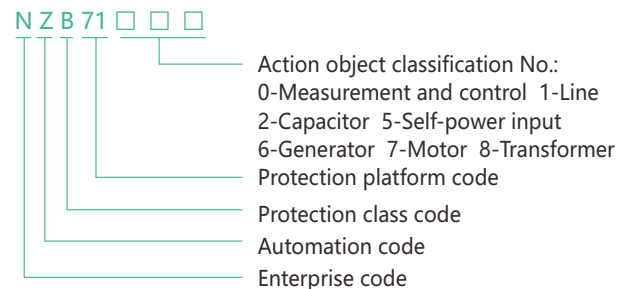 N Z B 71 □ □ □
Action object classification No.:
0-Measurement and control 1-Line
2-Capacitor 5-Self-power input
6-Generator 7-Motor 8-Transformer
Protection platform code
Protection class code
Automation code
Enterprise code